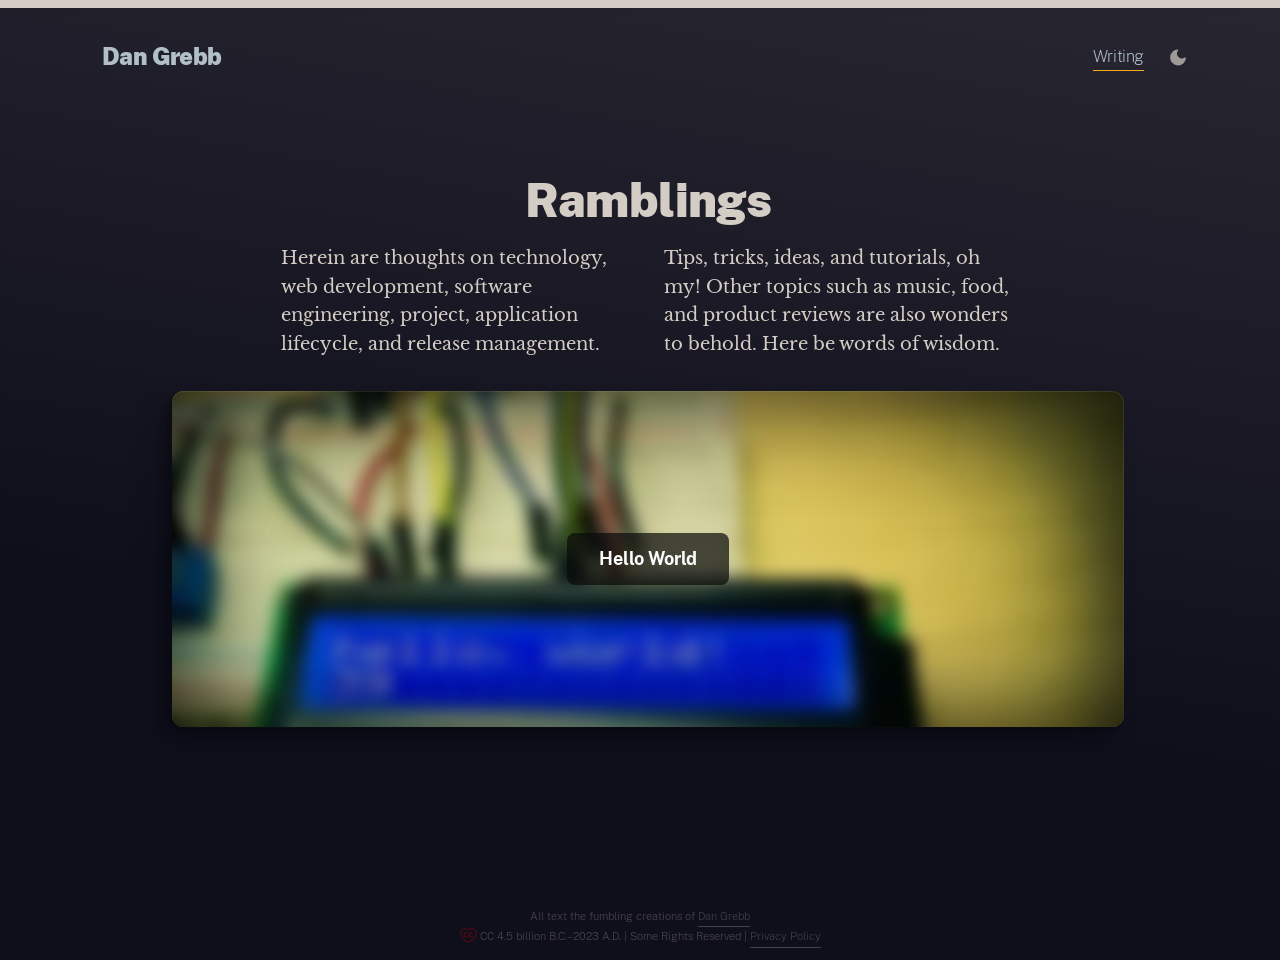 Dan Grebb
Writing
Ramblings
Herein are thoughts on technology,
web development, software
engineering, project, application
lifecycle, and release management.
Tips, tricks, ideas, and tutorials, oh
my! Other topics such as music, food,
and product reviews are also wonders
to behold. Here be words of wisdom.
Hello World
hello, world!
All text the fumbling creations of Dan Grebb
CC 4.5 billion B.C.–2023 A.D. | Some Rights Reserved | Privacy Policy